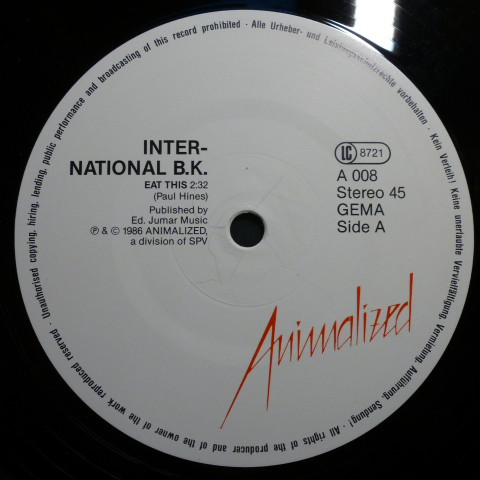 Unauthorised copying, hiring, lending, public performance and broadcasting of this record prohibited · Alle Urheber- und Leistungsschutzrechte vorbehalten · Kein Verleih! Keine unerlaubte Vervielfältigung, Vermietung, Aufführung, Sendung! · All rights of the producer and of the owner of the work reproduced reserved ·
INTER-
NATIONAL B.K.
EAT THIS 2:32
(Paul Hines)
Published by
Ed. Jumar Music
℗ & © 1986 ANIMALIZED,
a division of SPV
LC 8721
A 008
Stereo 45
GEMA
Side A
Animalized